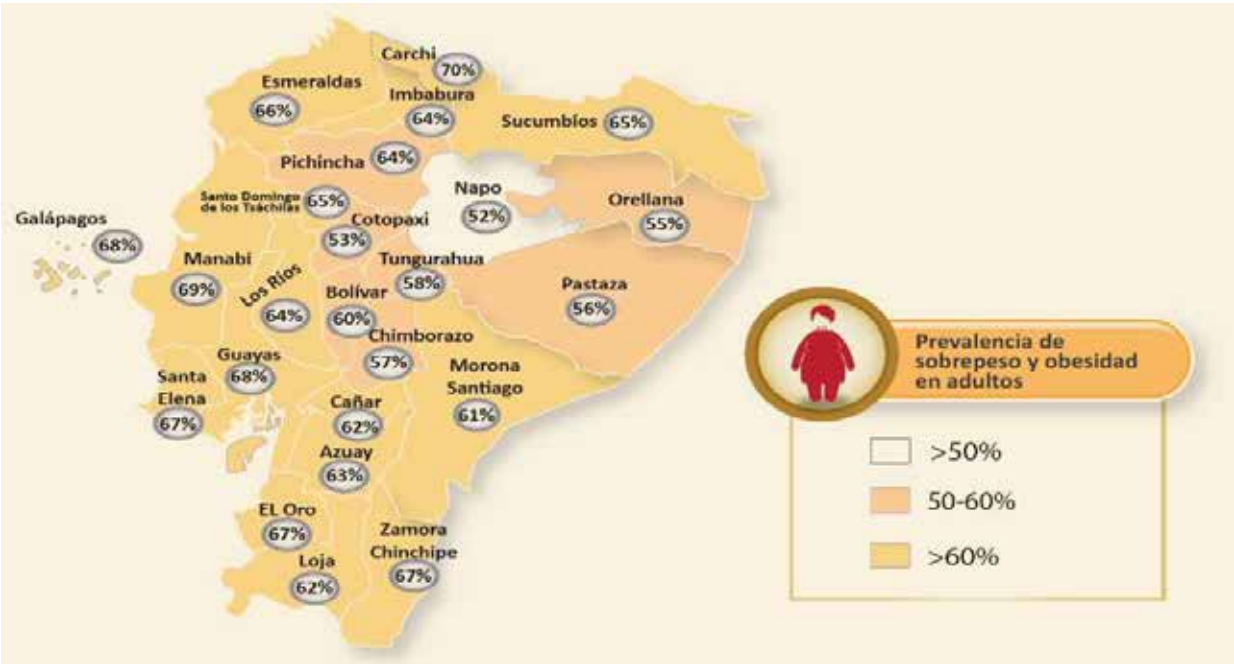 Carchi
70%
Esmeraldas
66%
Imbabura
64%
Sucumbíos
65%
Pichincha
64%
Santo Domingo
de los Tsáchilas
65%
Napo
52%
Orellana
55%
Galápagos
68%
Cotopaxi
53%
Manabí
69%
Los Ríos
64%
Tungurahua
58%
Bolívar
60%
Pastaza
56%
Chimborazo
57%
Guayas
68%
Santa
Elena
67%
Morona
Santiago
61%
Cañar
62%
Azuay
63%
EL Oro
67%
Loja
62%
Zamora
Chinchipe
67%
Prevalencia de
sobrepeso y obesidad
en adultos
>50%
50-60%
>60%